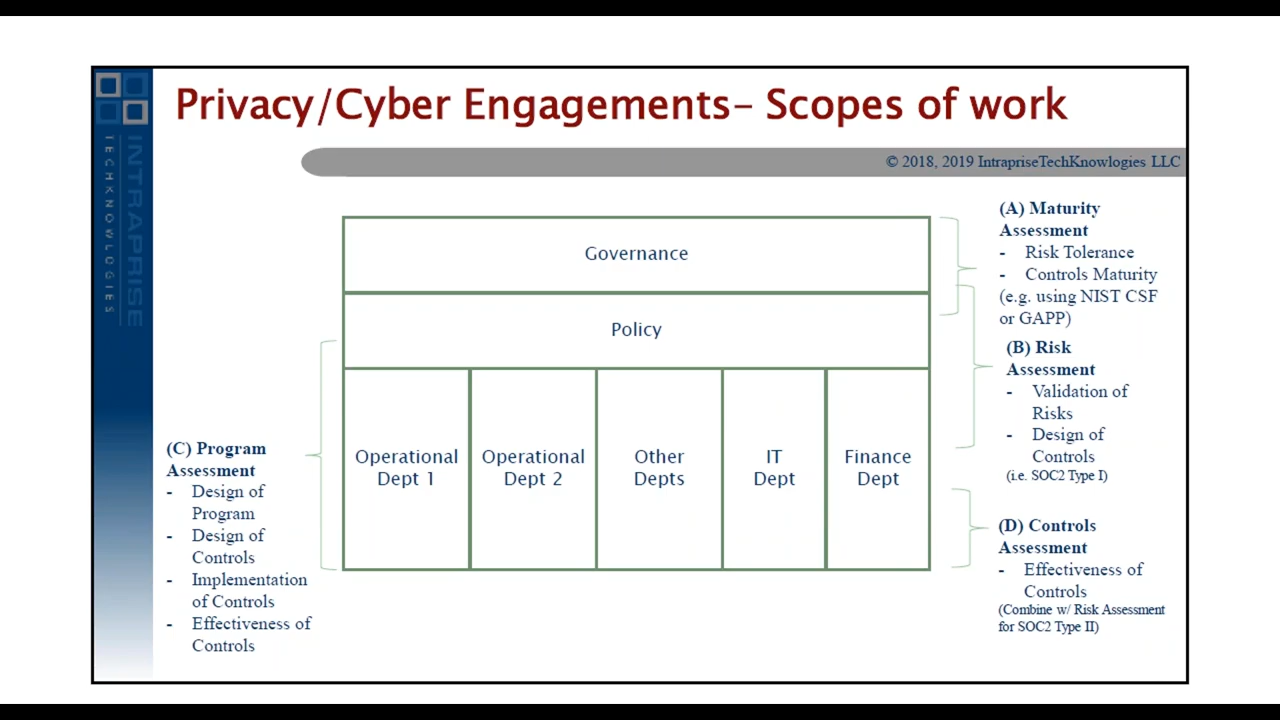 Privacy/Cyber Engagements– Scopes of work
© 2018, 2019 IntrapriseTechKnowlogies LLC
INTRAPRISE
TECHKNOWLOGIES
Governance
Policy
Operational
Dept 1
Operational
Dept 2
Other
Depts
IT
Dept
Finance
Dept
(A) Maturity
Assessment
- Risk Tolerance
- Controls Maturity
(e.g. using NIST CSF
or GAPP)
(B) Risk
Assessment
- Validation of
Risks
- Design of
Controls
(i.e. SOC2 Type I)
(C) Program
Assessment
- Design of
Program
- Design of
Controls
- Implementation
of Controls
- Effectiveness of
Controls
(D) Controls
Assessment
- Effectiveness of
Controls
(Combine w/ Risk Assessment
for SOC2 Type II)